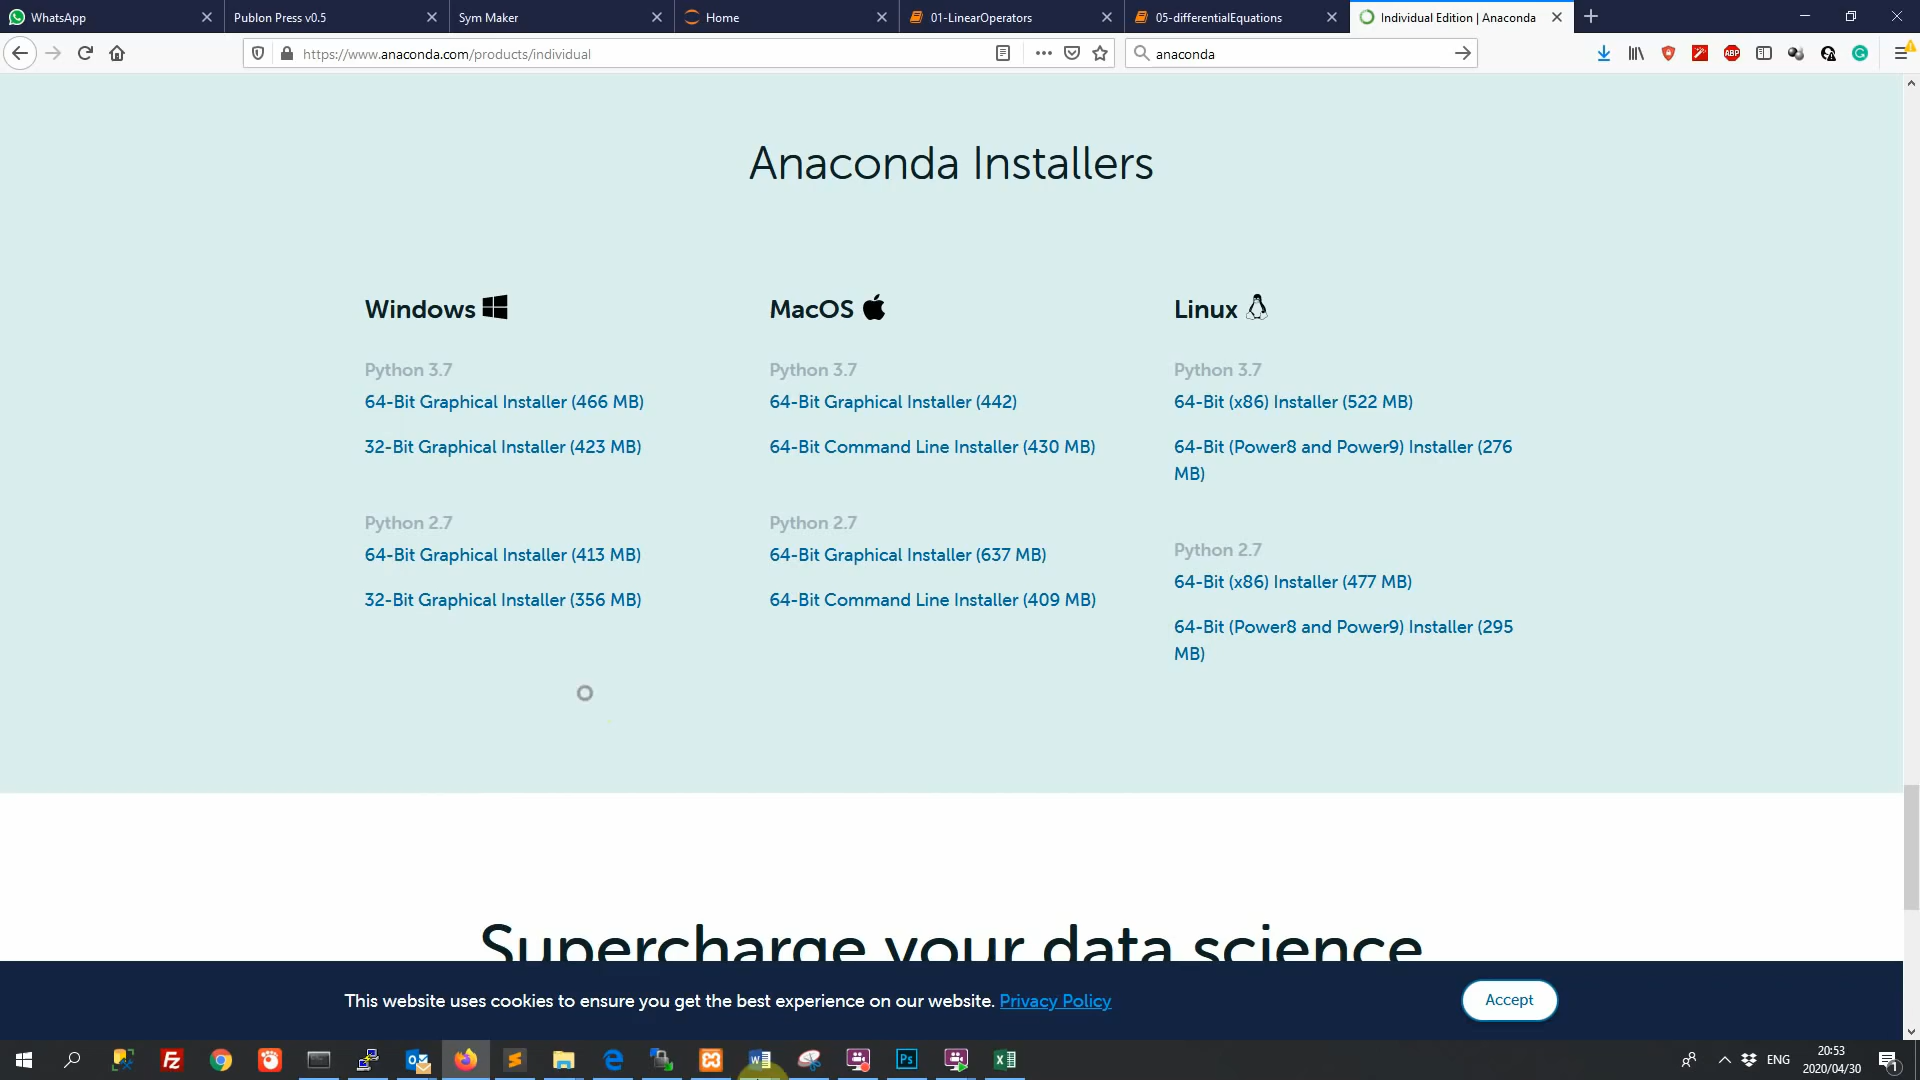 WhatsApp
Publon Press v0.5
Sym Maker
Home
01-LinearOperators
05-differentialEquations
Individual Edition | Anaconda
https://www.anaconda.com/products/individual
anaconda
Anaconda Installers
Windows
MacOS
Linux
Python 3.7
64-Bit Graphical Installer (466 MB)
32-Bit Graphical Installer (423 MB)
Python 2.7
64-Bit Graphical Installer (413 MB)
32-Bit Graphical Installer (356 MB)
Python 3.7
64-Bit Graphical Installer (442)
64-Bit Command Line Installer (430 MB)
Python 2.7
64-Bit Graphical Installer (637 MB)
64-Bit Command Line Installer (409 MB)
Python 3.7
64-Bit (x86) Installer (522 MB)
64-Bit (Power8 and Power9) Installer (276
MB)
Python 2.7
64-Bit (x86) Installer (477 MB)
64-Bit (Power8 and Power9) Installer (295
MB)
Supercharge your data science
This website uses cookies to ensure you get the best experience on our website. Privacy Policy
Accept
ENG
20:53
2020/04/30